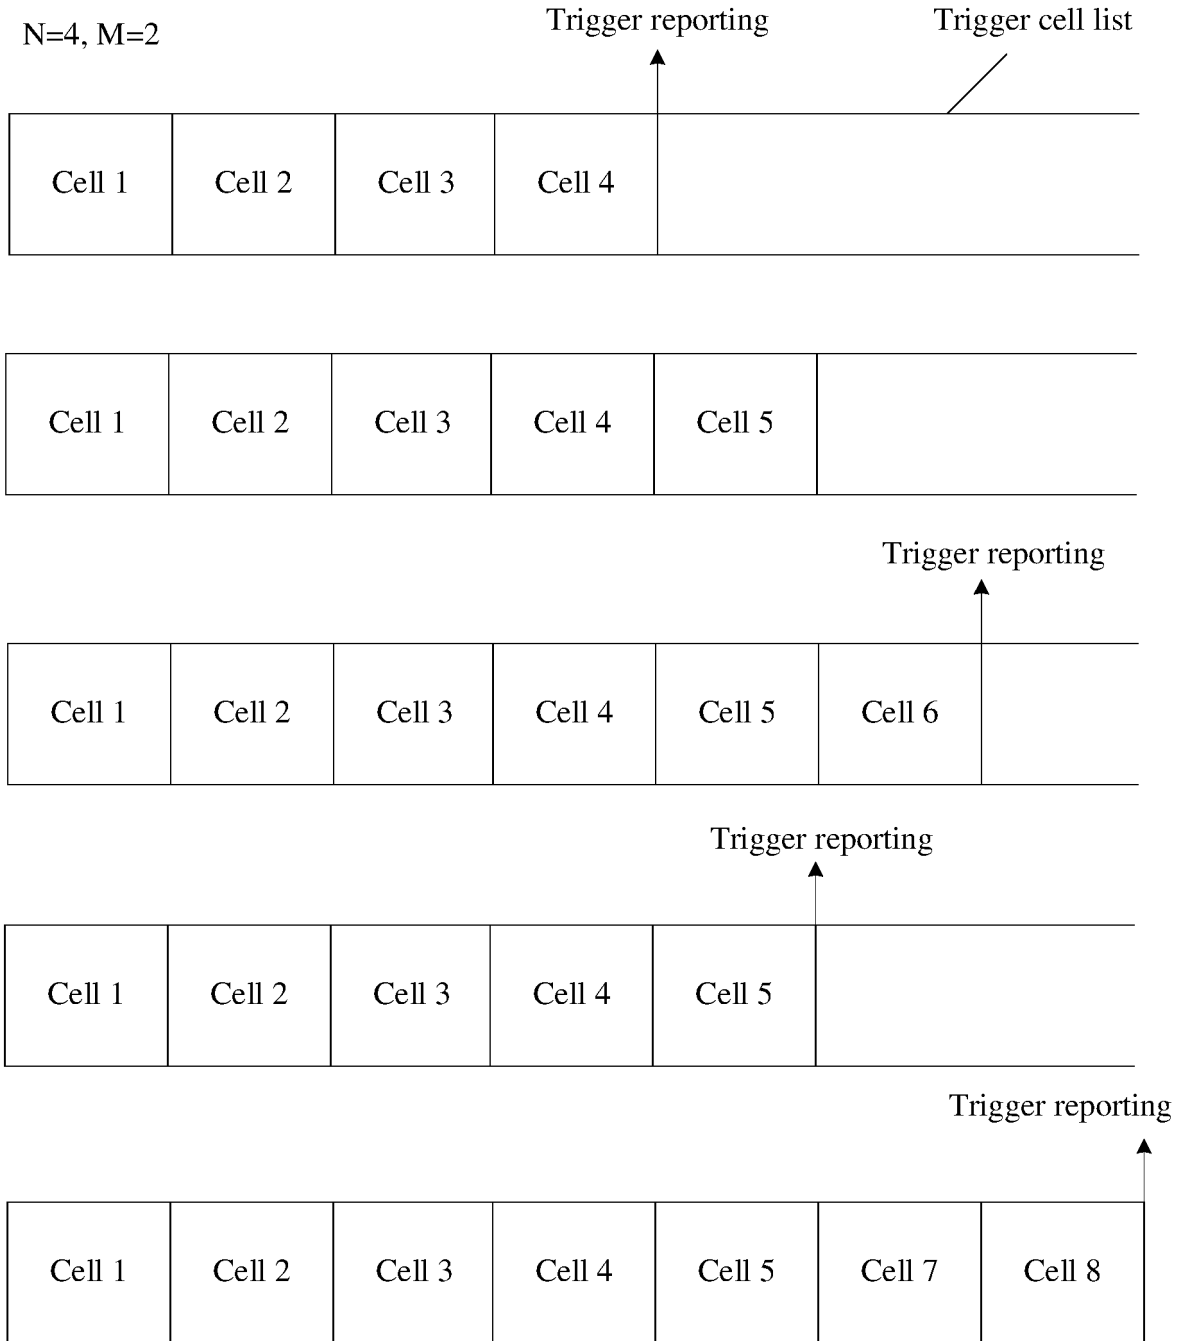 N=4, M=2
Trigger reporting
Trigger cell list
Cell 1 Cell 2 Cell 3 Cell 4
Cell 1 Cell 2 Cell 3 Cell 4 Cell 5
Trigger reporting
Cell 1 Cell 2 Cell 3 Cell 4 Cell 5 Cell 6
Trigger reporting
Cell 1 Cell 2 Cell 3 Cell 4 Cell 5
Trigger reporting
Cell 1 Cell 2 Cell 3 Cell 4 Cell 5 Cell 7 Cell 8